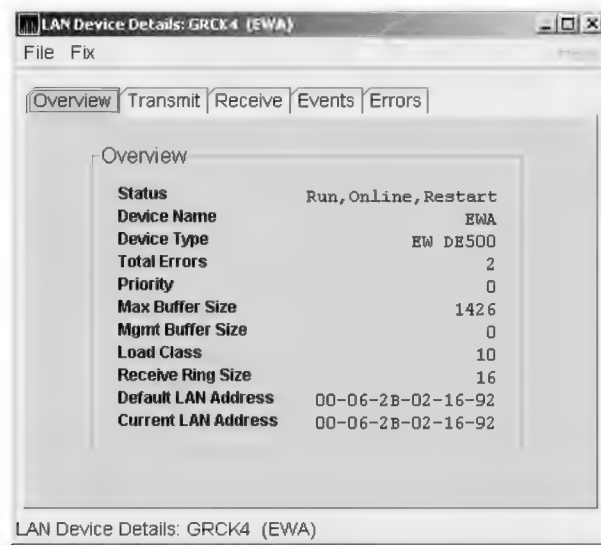 LAN Device Details: GRCK4 (EWA)
File Fix Help
Overview Transmit Receive Events Errors
Overview
Status Run,Online,Restart
Device Name EWA
Device Type EW DE500
Total Errors 2
Priority 0
Max Buffer Size 1426
Mgmt Buffer Size 0
Load Class 10
Receive Ring Size 16
Default LAN Address 00-06-2B-02-16-92
Current LAN Address 00-06-2B-02-16-92
LAN Device Details: GRCK4 (EWA)